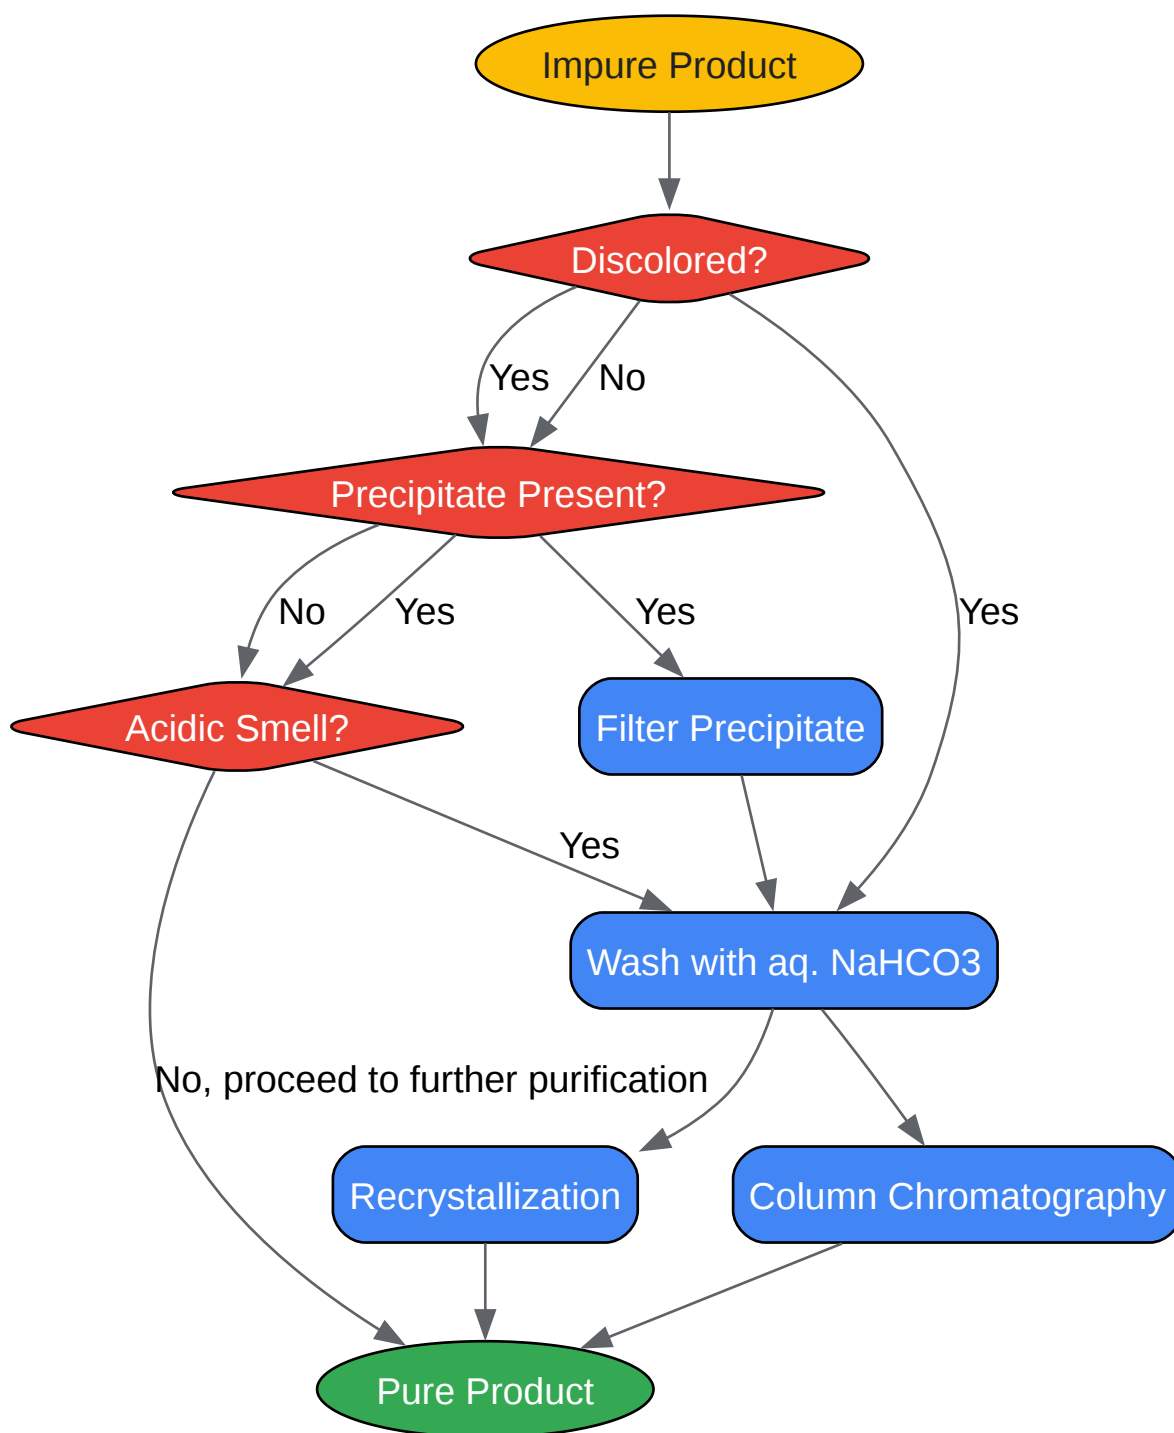 Impure Product
Discolored?
Yes
No
Precipitate Present?
No
Yes
Yes
Yes
Acidic Smell?
Filter Precipitate
Yes
Wash with aq. NaHCO3
No, proceed to further purification
Recrystallization
Column Chromatography
Pure Product